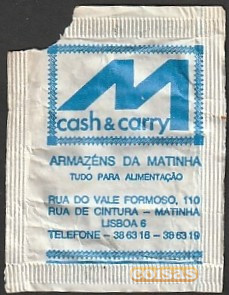 M
cash & carry
ARMAZÉNS DA MATINHA
TUDO PARA ALIMENTAÇÃO
RUA DO VALE FORMOSO, 110
RUA DE CINTURA – MATINHA
LISBOA 6
TELEFONE – 38 63 18 – 38 63 19
coisas